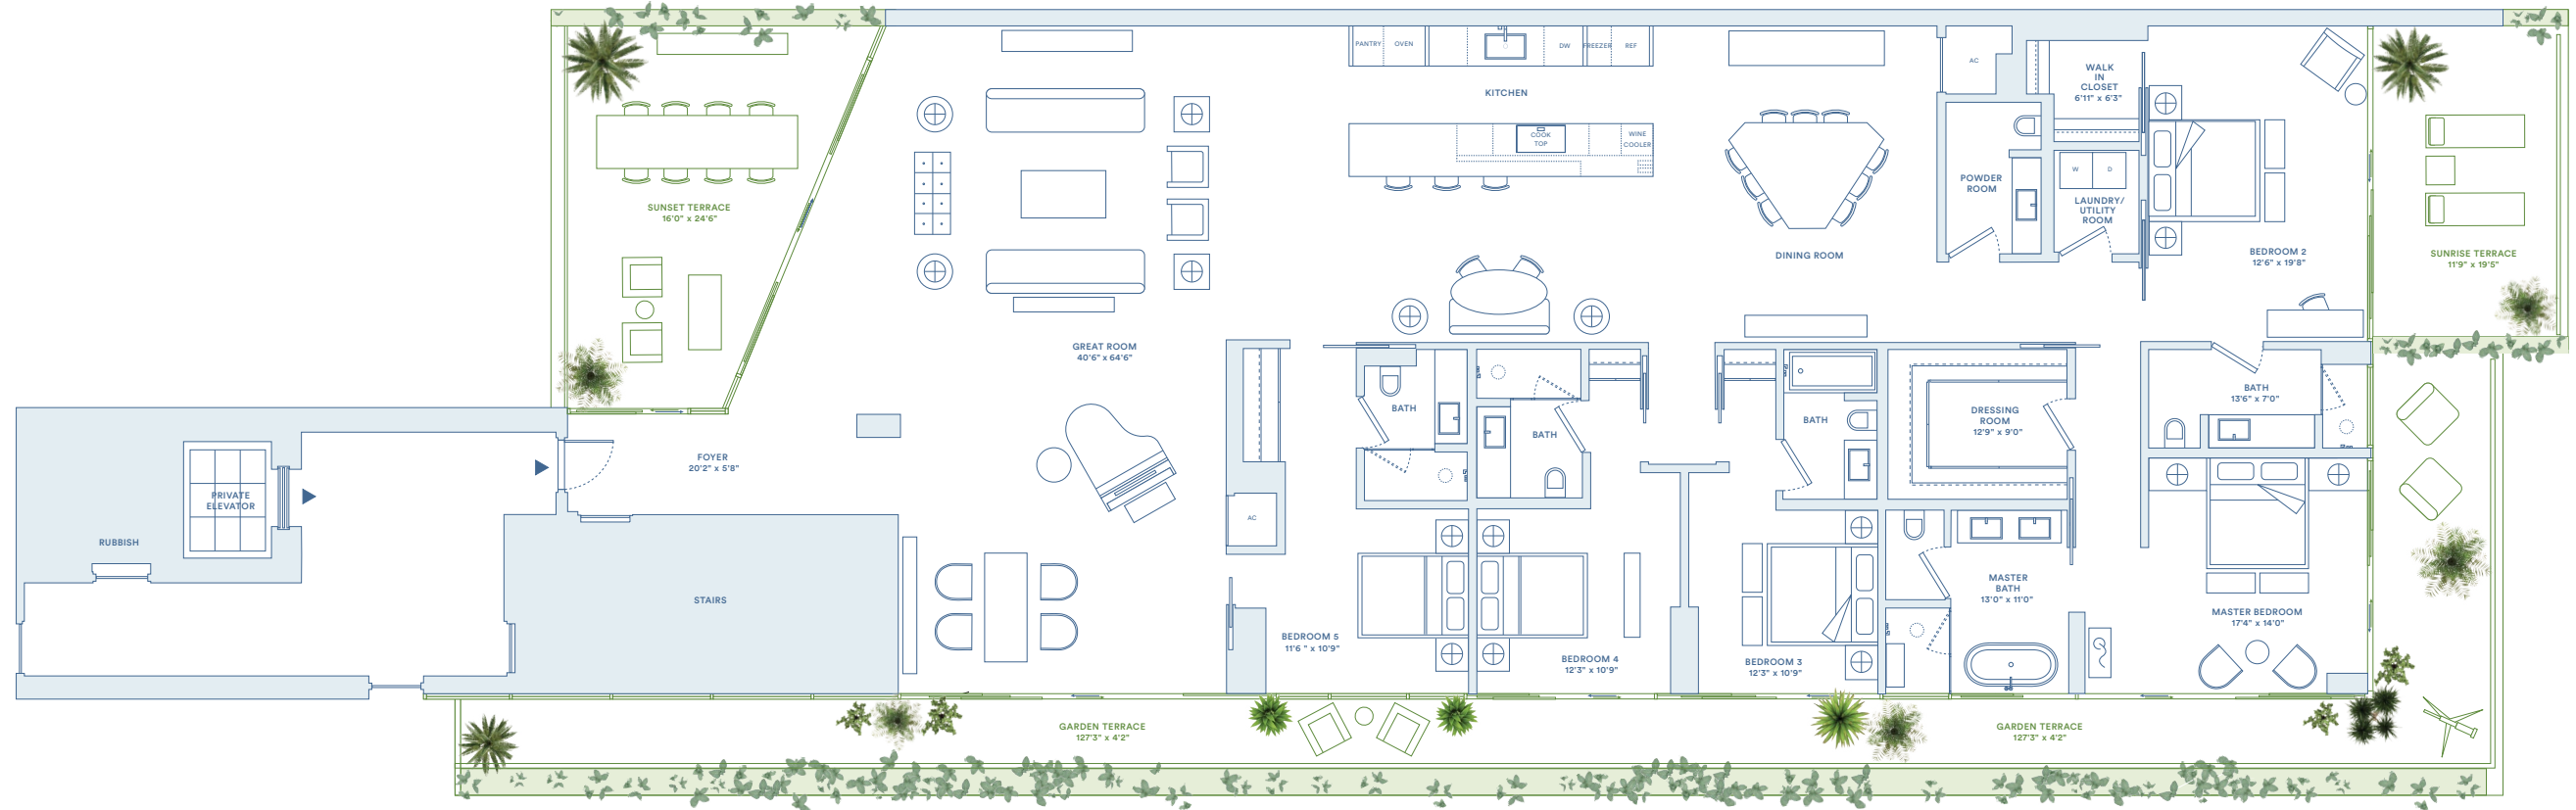 PANTRY
OVEN
DW
FREEZER
REF
KITCHEN
COOK
TOP
WINE
COOLER
AC
WALK
IN
CLOSET
6'11" x 6'3"
POWDER
ROOM
W
D
LAUNDRY/
UTILITY
ROOM
SUNSET TERRACE
16'0" x 24'6"
DINING ROOM
BEDROOM 2
12'6" x 19'8"
SUNRISE TERRACE
11'9" x 19'5"
GREAT ROOM
40'6" x 64'6"
BATH
BATH
BATH
DRESSING
ROOM
12'9" x 9'0"
BATH
13'6" x 7'0"
FOYER
20'2" x 5'8"
PRIVATE
ELEVATOR
RUBBISH
AC
STAIRS
BEDROOM 5
11'6 " x 10'9"
BEDROOM 4
12'3" x 10'9"
BEDROOM 3
12'3" x 10'9"
MASTER
BATH
13'0" x 11'0"
MASTER BEDROOM
17'4" x 14'0"
GARDEN TERRACE
127'3" x 4'2"
GARDEN TERRACE
127'3" x 4'2"